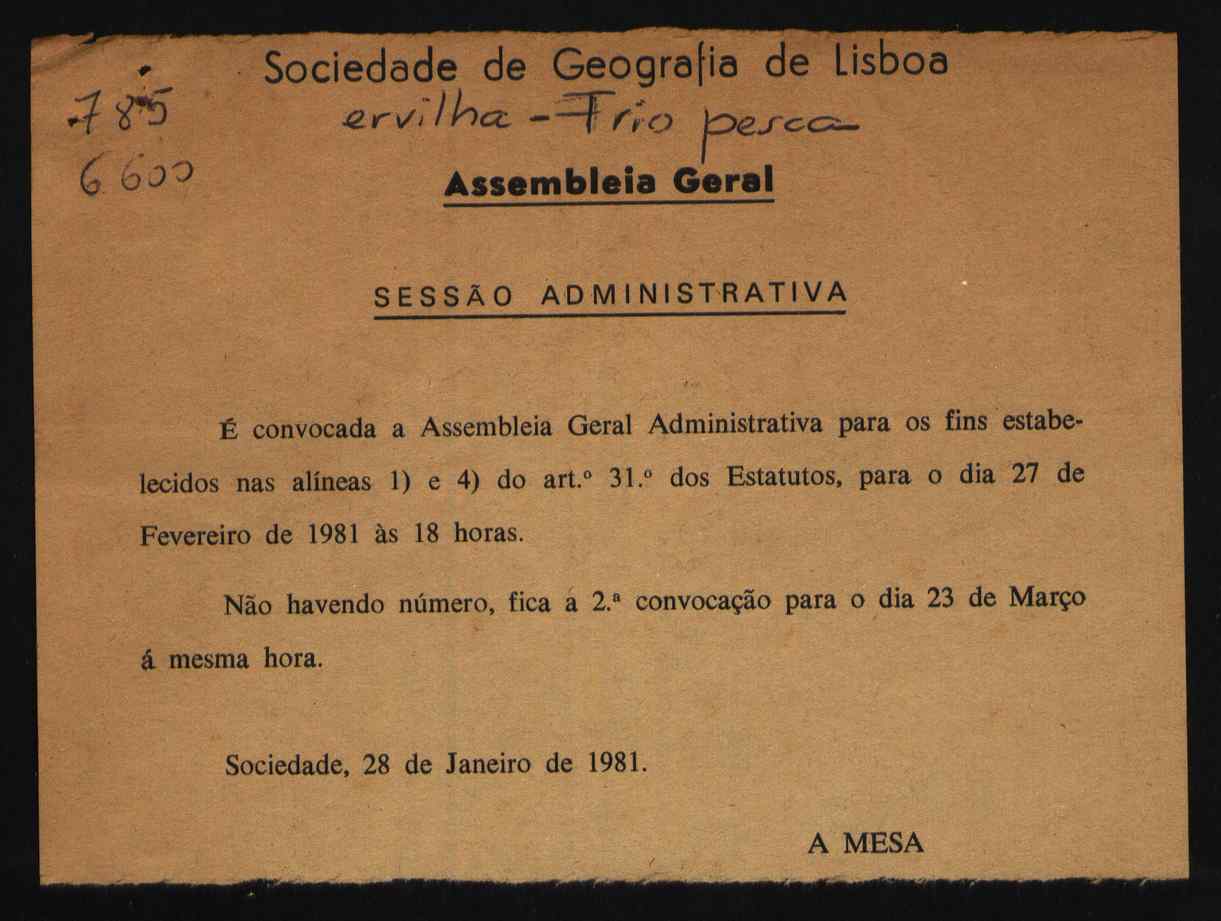 Sociedade de Geografia de Lisboa
785
ervilha - Frio pesca
6600
Assembleia Geral
SESSÃO ADMINISTRATIVA
É convocada a Assembleia Geral Administrativa para os fins estabe-
lecidos nas alíneas 1) e 4) do art.º 31.º dos Estatutos, para o dia 27 de
Fevereiro de 1981 às 18 horas.
Não havendo número, fica a 2.ª convocação para o dia 23 de Março
á mesma hora.
Sociedade, 28 de Janeiro de 1981.
A MESA